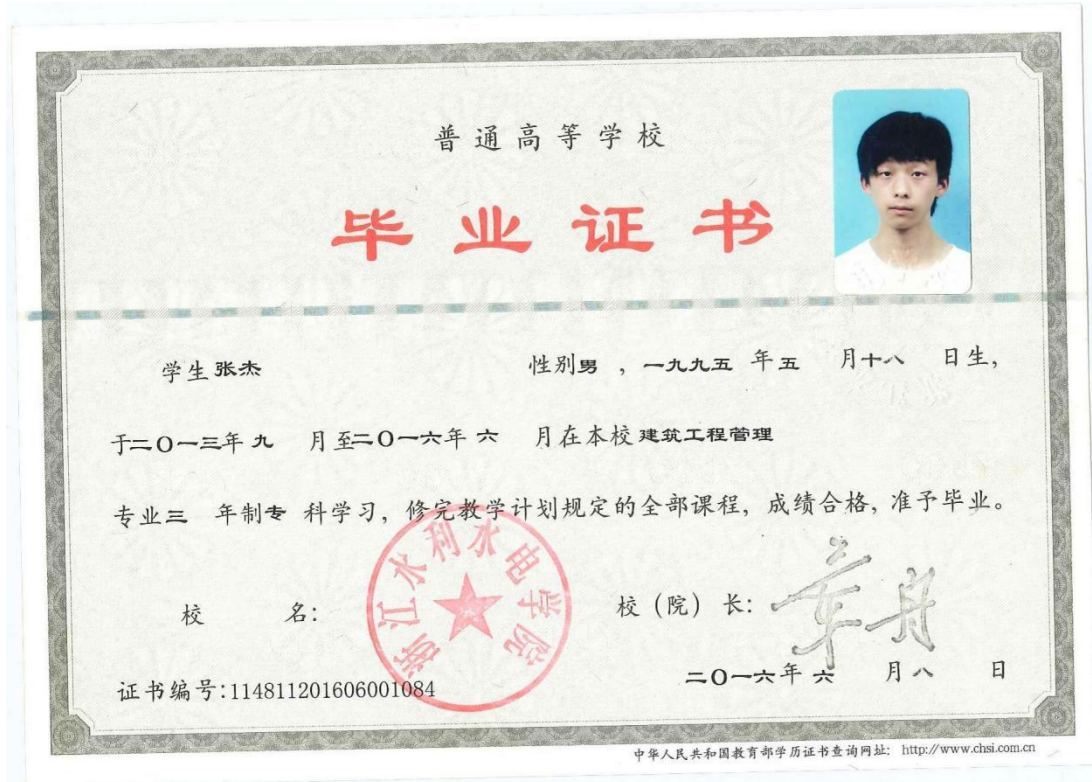 普通高等学校
毕业证书
学生张杰 性别男，一九九五年五月十八日生，
于二〇一三年九月至二〇一六年六月在本校建筑工程管理
专业三年制专科学习，修完教学计划规定的全部课程，成绩合格，准予毕业。
浙江水利水电学院
校名： 校（院）长：章舟
证书编号：114811201606001084 二〇一六年六月八日
中华人民共和国教育部学历证书查询网址： http://www.chsi.com.cn